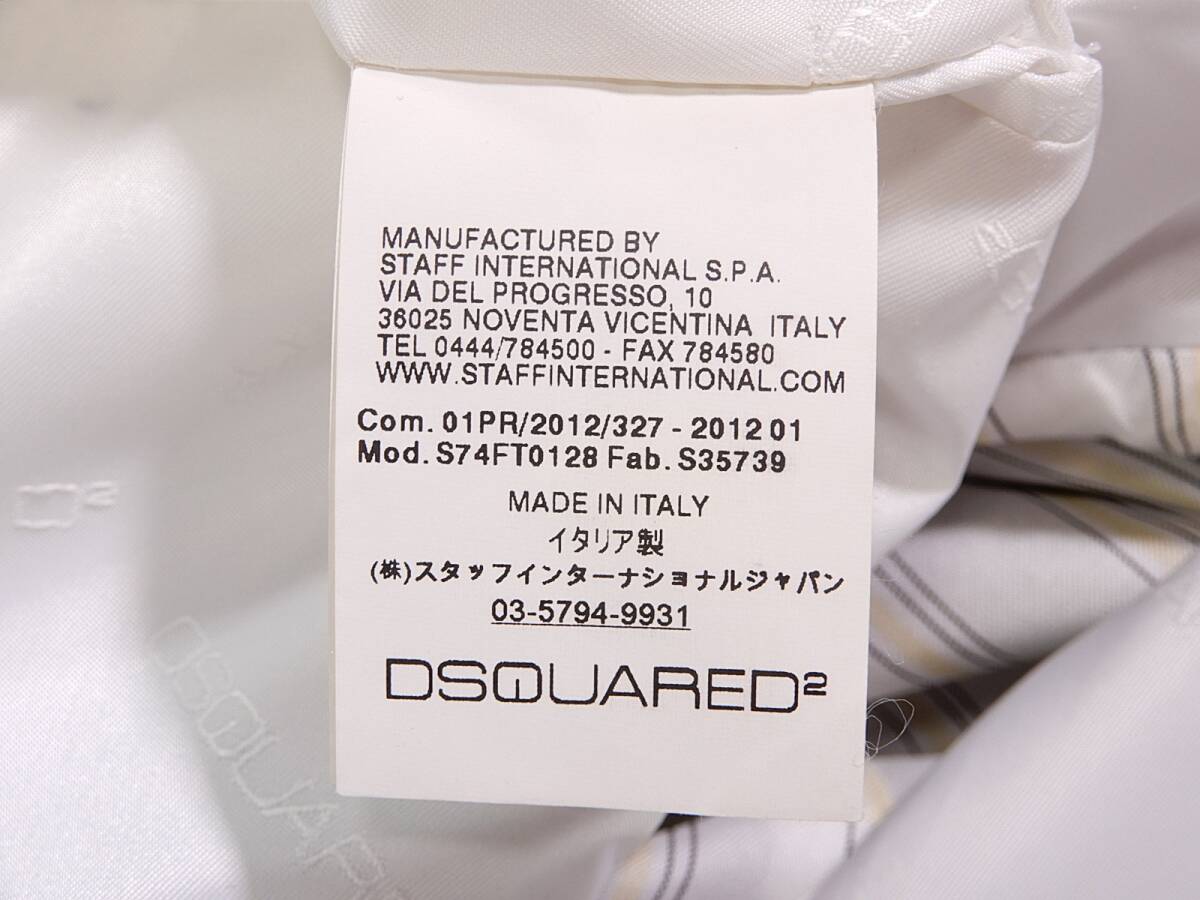 MANUFACTURED BY
STAFF INTERNATIONAL S.P.A.
VIA DEL PROGRESSO, 10
36025 NOVENTA VICENTINA ITALY
TEL 0444/784500 - FAX 784580
WWW.STAFFINTERNATIONAL.COM
Com. 01PR/2012/327 - 2012 01
Mod. S74FT0128 Fab. S35739
MADE IN ITALY
イタリア製
(株)スタッフインターナショナルジャパン
03-5794-9931
DSQUARED²
D²
DSQUAR